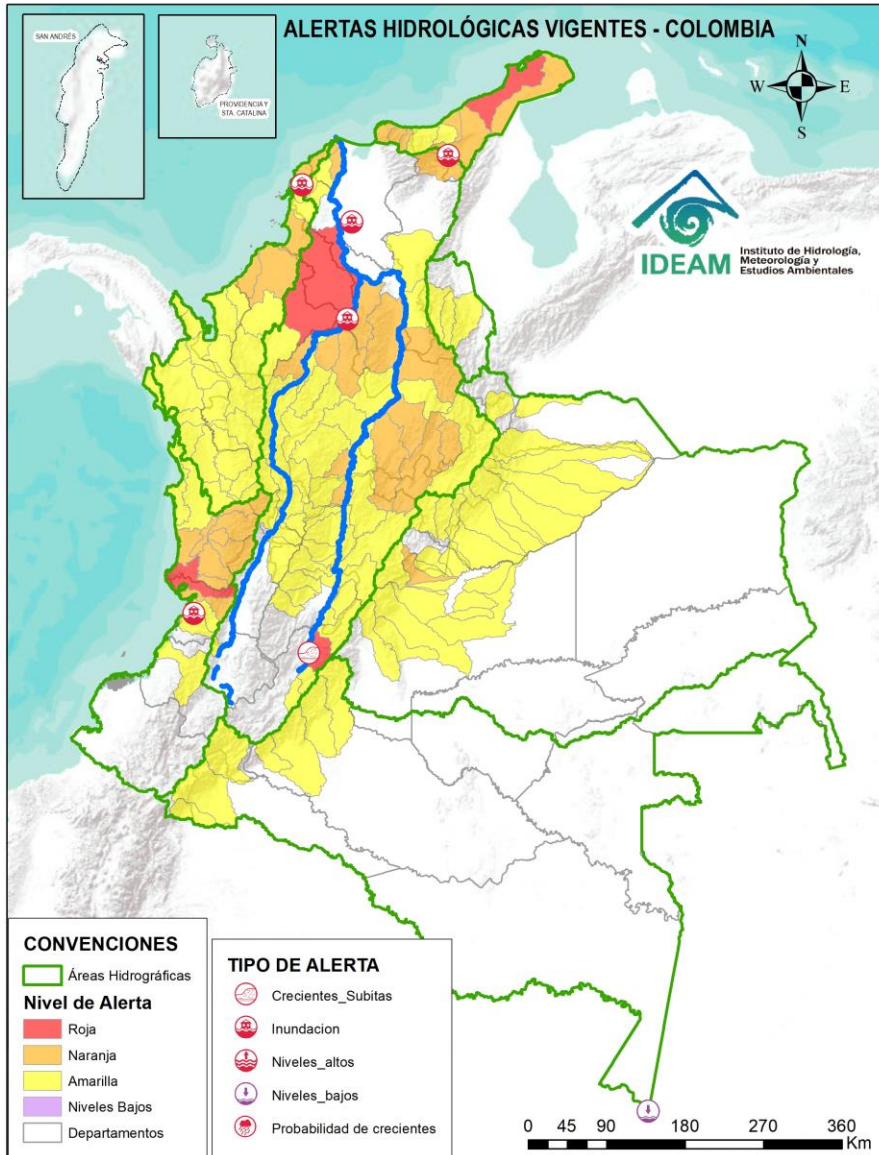 ALERTAS HIDROLÓGICAS VIGENTES - COLOMBIA
SAN ANDRÉS
PROVIDENCIA Y
STA. CATALINA
N
W
E
S
IDEAM
Instituto de Hidrología,
Meteorología y
Estudios Ambientales
CONVENCIONES
Áreas Hidrográficas
Nivel de Alerta
Roja
Naranja
Amarilla
Niveles Bajos
Departamentos
TIPO DE ALERTA
Crecientes_Subitas
Inundacion
Niveles_altos
Niveles_bajos
Probabilidad de crecientes
0 45 90 180 270 360
Km